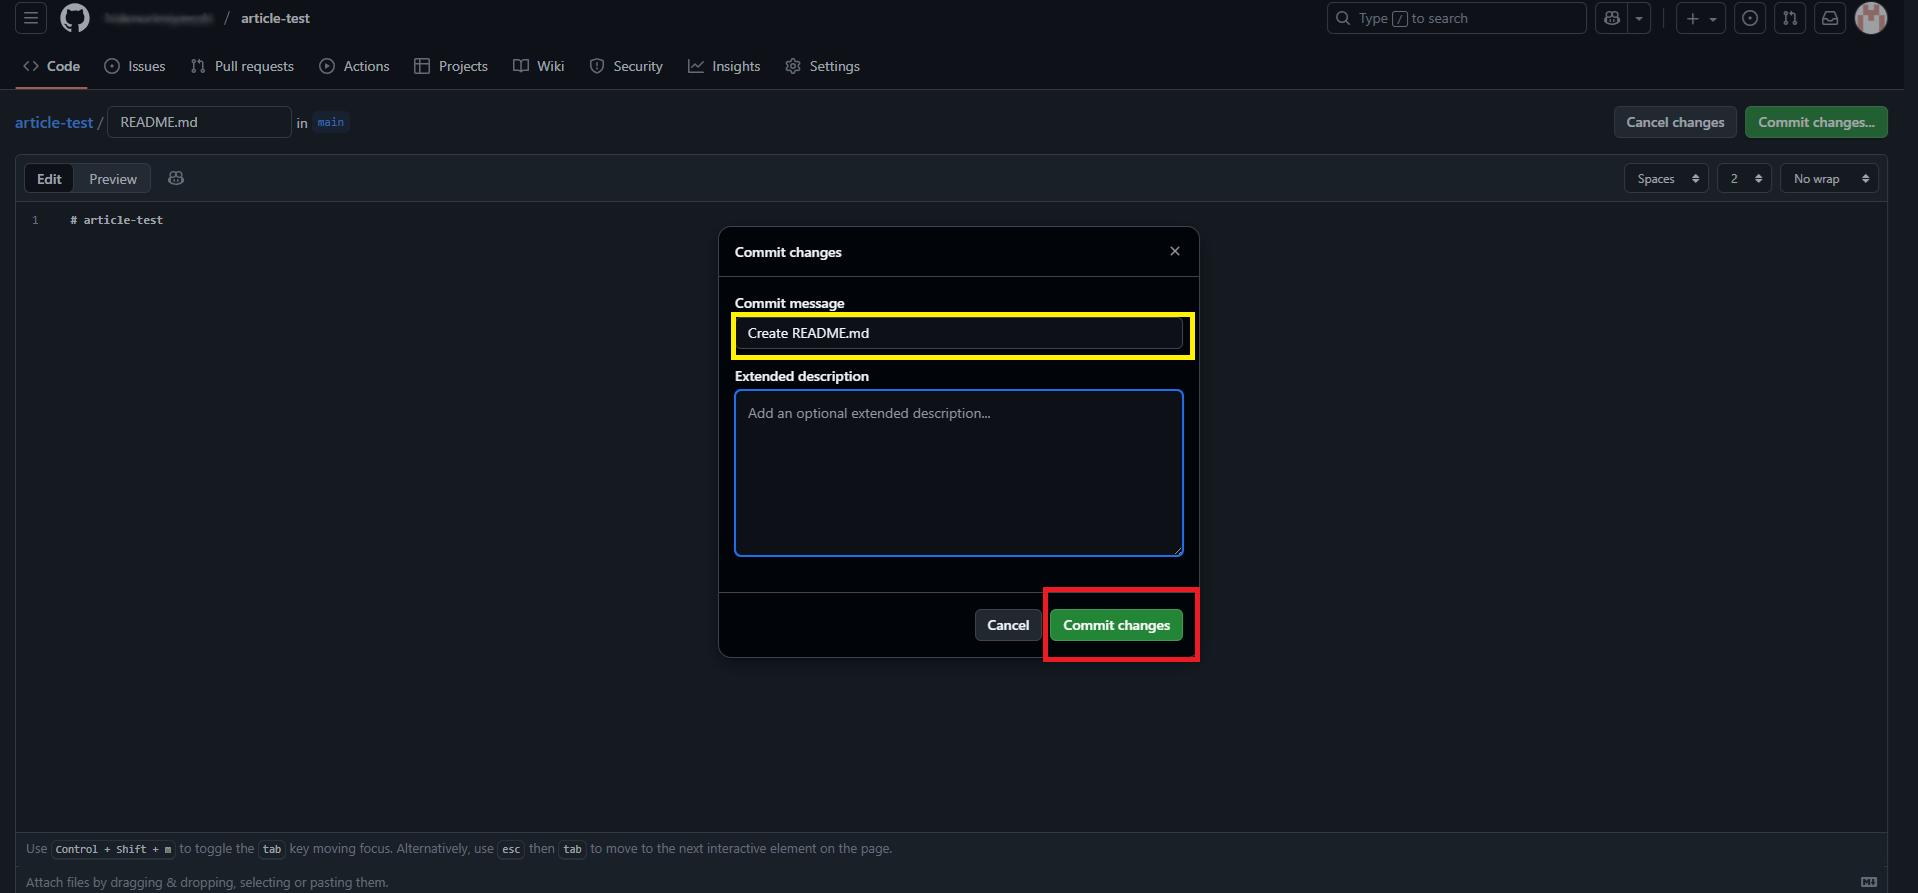 / article-test
Type / to search
Code Issues Pull requests Actions Projects Wiki Security Insights Settings
article-test / README.md in main
Cancel changes Commit changes...
Edit Preview
Spaces 2 No wrap
1 # article-test
Commit changes
Commit message
Create README.md
Extended description
Add an optional extended description...
Cancel Commit changes
Use Control + Shift + m to toggle the tab key moving focus. Alternatively, use esc then tab to move to the next interactive element on the page.
Attach files by dragging & dropping, selecting or pasting them.